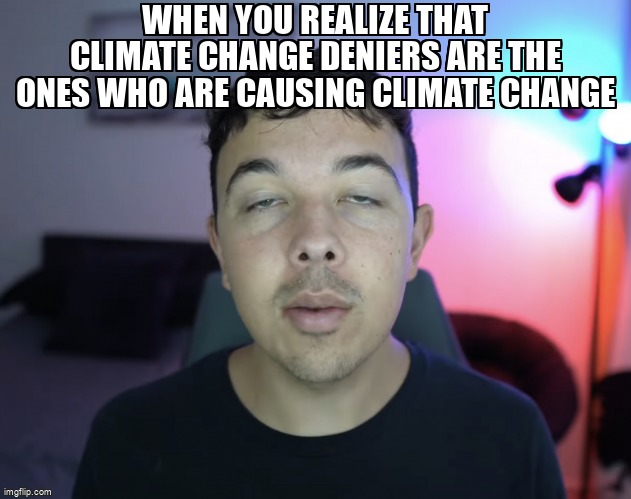 WHEN YOU REALIZE THAT
CLIMATE CHANGE DENIERS ARE THE
ONES WHO ARE CAUSING CLIMATE CHANGE
imgflip.com